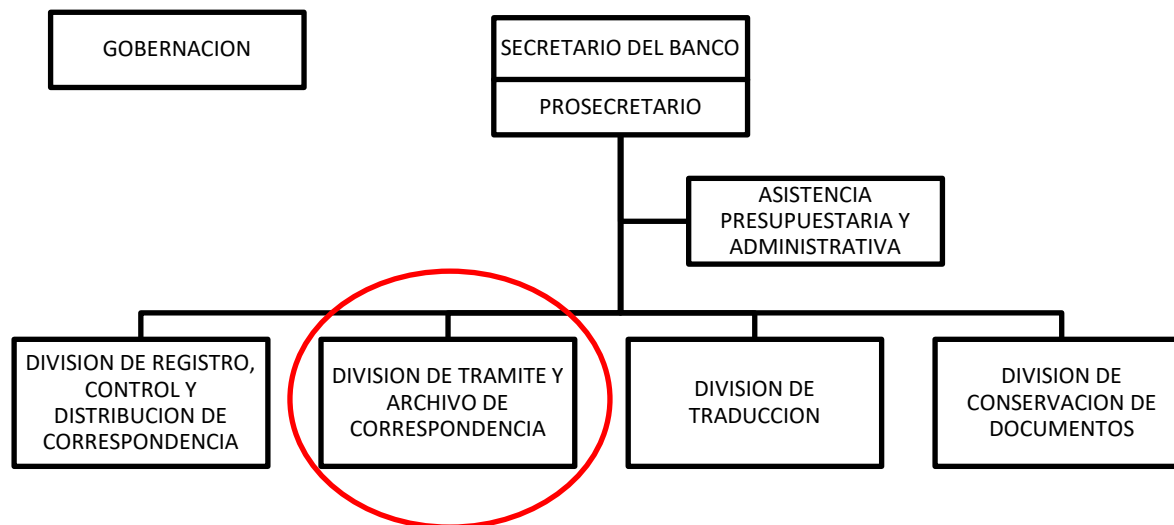 GOBERNACION
SECRETARIO DEL BANCO
PROSECRETARIO
ASISTENCIA
PRESUPUESTARIA Y
ADMINISTRATIVA
DIVISION DE REGISTRO,
CONTROL Y
DISTRIBUCION DE
CORRESPONDENCIA
DIVISION DE TRAMITE Y
ARCHIVO DE
CORRESPONDENCIA
DIVISION DE
TRADUCCION
DIVISION DE
CONSERVACION DE
DOCUMENTOS